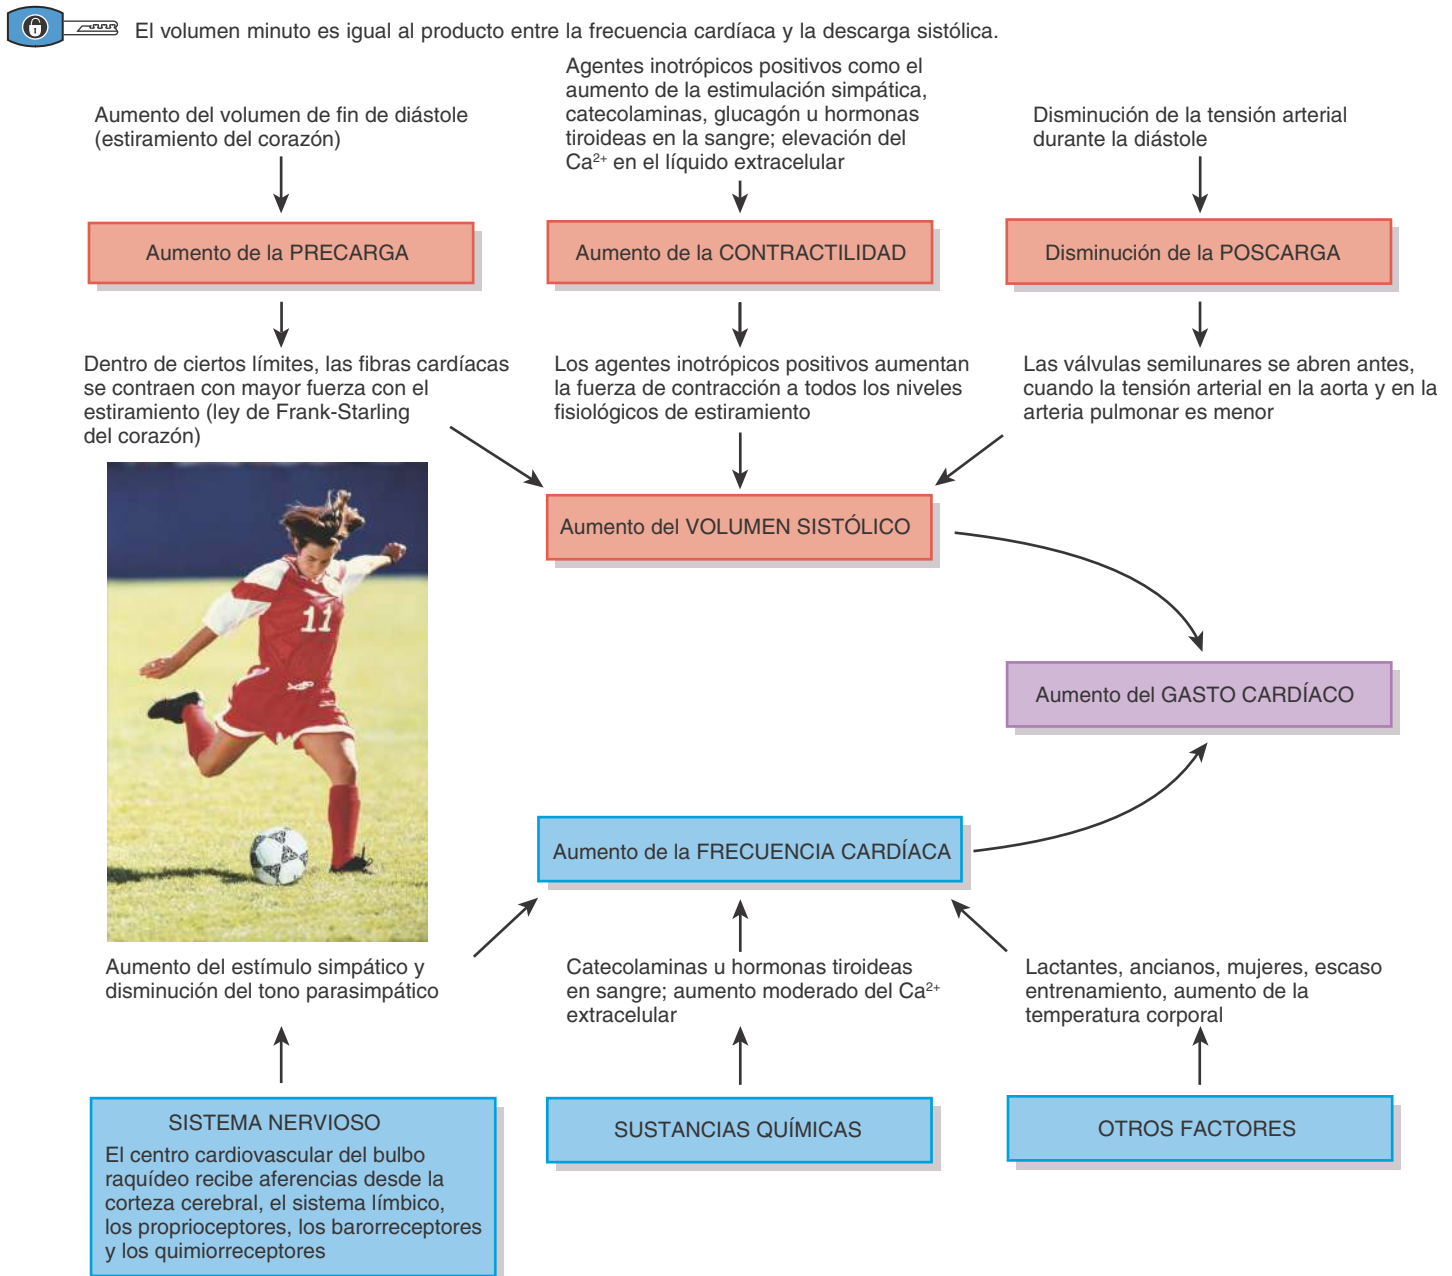 El volumen minuto es igual al producto entre la frecuencia cardíaca y la descarga sistólica.
Aumento del volumen de fin de diástole
(estiramiento del corazón)
Agentes inotrópicos positivos como el
aumento de la estimulación simpática,
catecolaminas, glucagón u hormonas
tiroideas en la sangre; elevación del
Ca²⁺ en el líquido extracelular
Disminución de la tensión arterial
durante la diástole
Aumento de la PRECARGA
Aumento de la CONTRACTILIDAD
Disminución de la POSCARGA
Dentro de ciertos límites, las fibras cardíacas
se contraen con mayor fuerza con el
estiramiento (ley de Frank-Starling
del corazón)
Los agentes inotrópicos positivos aumentan
la fuerza de contracción a todos los niveles
fisiológicos de estiramiento
Las válvulas semilunares se abren antes,
cuando la tensión arterial en la aorta y en la
arteria pulmonar es menor
Aumento del VOLUMEN SISTÓLICO
11
Aumento del GASTO CARDÍACO
Aumento de la FRECUENCIA CARDÍACA
Aumento del estímulo simpático y
disminución del tono parasimpático
Catecolaminas u hormonas tiroideas
en sangre; aumento moderado del Ca²⁺
extracelular
Lactantes, ancianos, mujeres, escaso
entrenamiento, aumento de la
temperatura corporal
SISTEMA NERVIOSO
El centro cardiovascular del bulbo
raquídeo recibe aferencias desde la
corteza cerebral, el sistema límbico,
los proprioceptores, los barorreceptores
y los quimiorreceptores
SUSTANCIAS QUÍMICAS
OTROS FACTORES